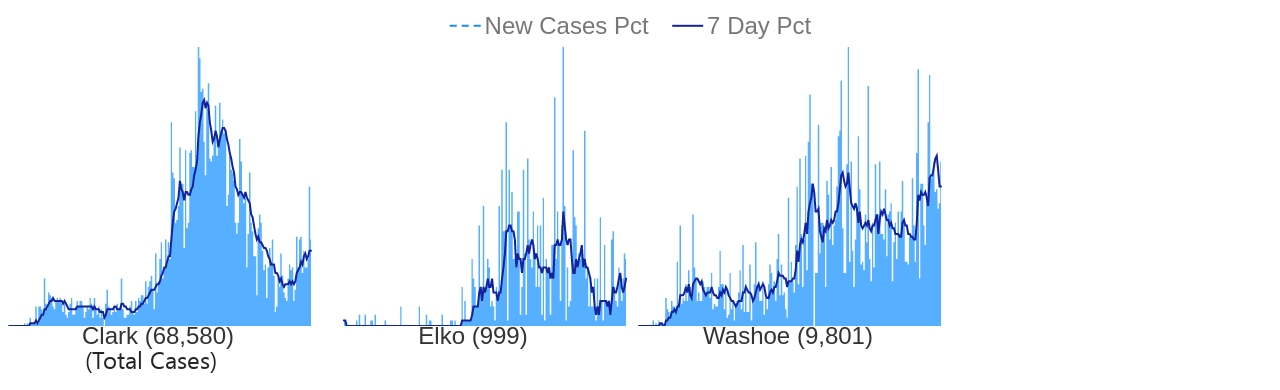 New Cases Pct 7 Day Pct
Clark (68,580) Elko (999) Washoe (9,801)
(Total Cases)